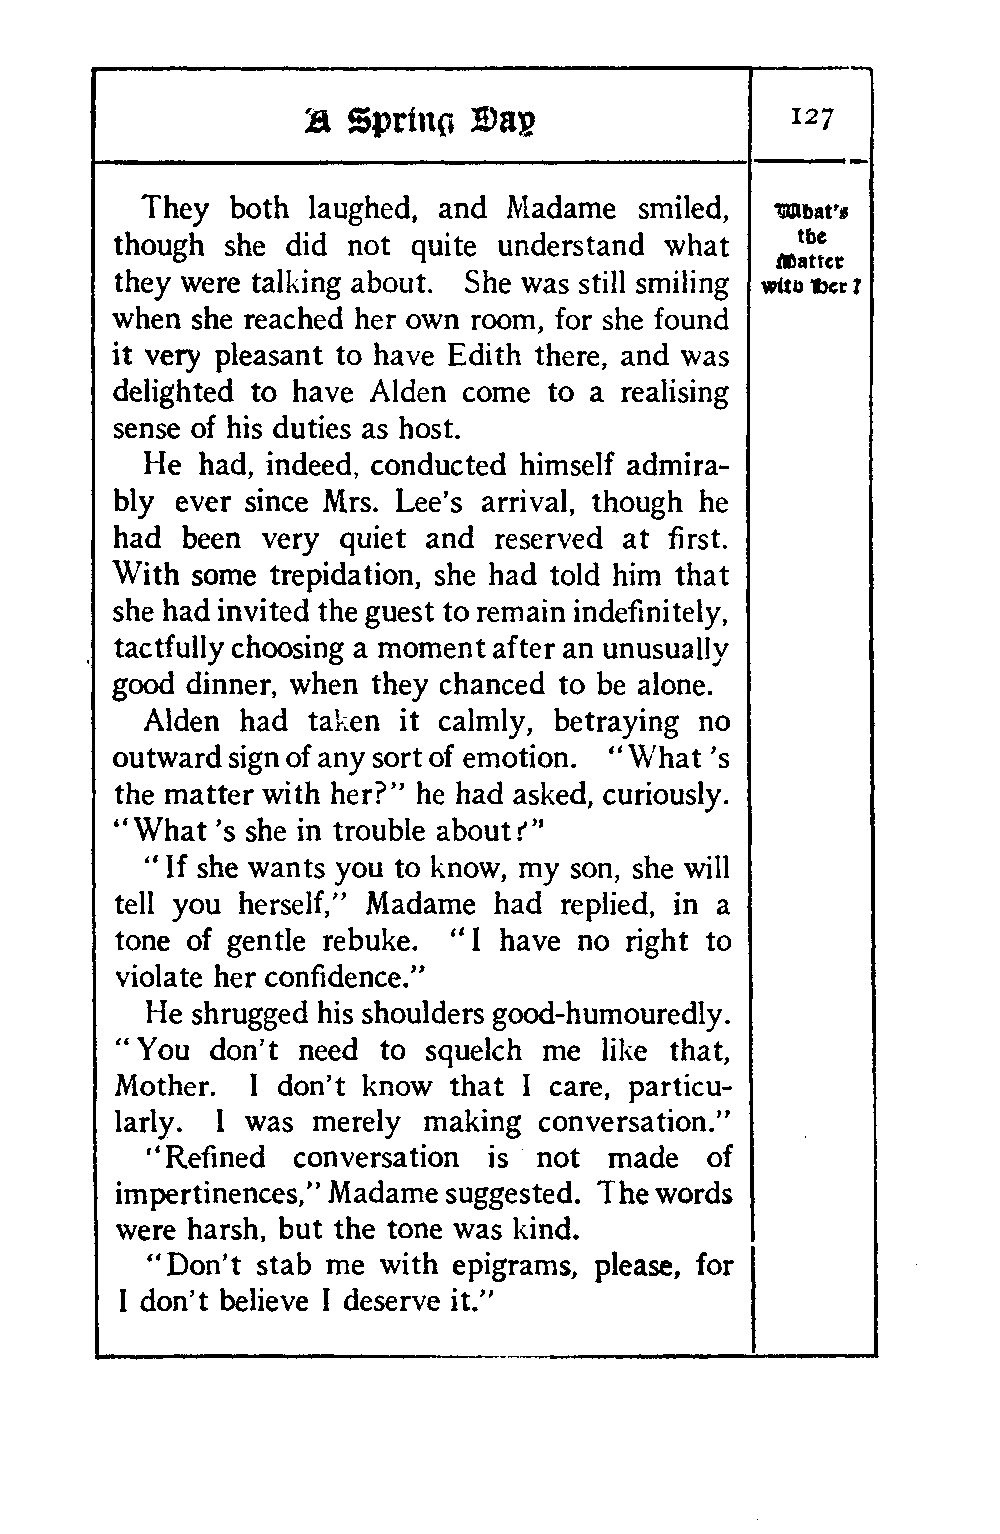 A Spring Day
127
What's
the
Matter
with Her?
They both laughed, and Madame smiled,
though she did not quite understand what
they were talking about. She was still smiling
when she reached her own room, for she found
it very pleasant to have Edith there, and was
delighted to have Alden come to a realising
sense of his duties as host.
He had, indeed, conducted himself admira-
bly ever since Mrs. Lee's arrival, though he
had been very quiet and reserved at first.
With some trepidation, she had told him that
she had invited the guest to remain indefinitely,
tactfully choosing a moment after an unusually
good dinner, when they chanced to be alone.
Alden had taken it calmly, betraying no
outward sign of any sort of emotion. "What 's
the matter with her?" he had asked, curiously.
"What 's she in trouble about?"
"If she wants you to know, my son, she will
tell you herself," Madame had replied, in a
tone of gentle rebuke. "I have no right to
violate her confidence."
He shrugged his shoulders good-humouredly.
"You don't need to squelch me like that,
Mother. I don't know that I care, particu-
larly. I was merely making conversation."
"Refined conversation is not made of
impertinences," Madame suggested. The words
were harsh, but the tone was kind.
"Don't stab me with epigrams, please, for
I don't believe I deserve it."